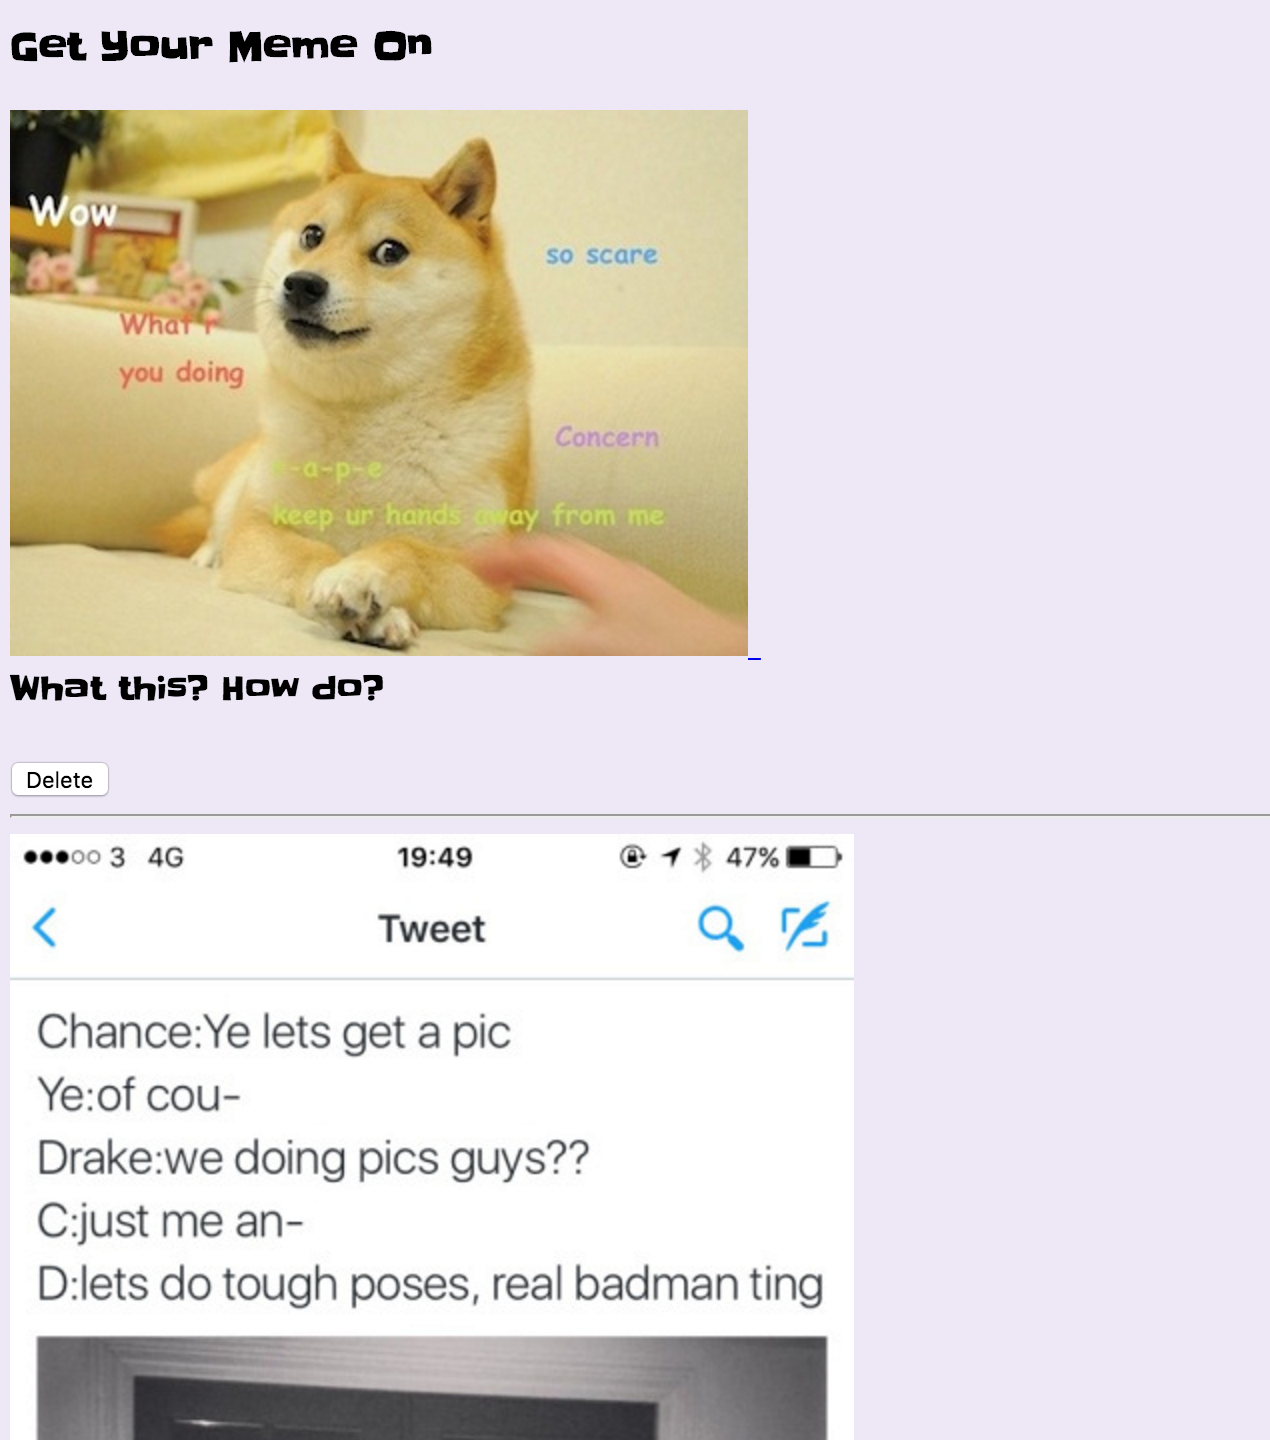 Get Your Meme On
Wow
so scare
What r
you doing
Concern
-a-p-e
keep ur hands away from me
What this? How do?
Delete
3 4G 19:49 47%
Tweet
Chance:Ye lets get a pic
Ye:of cou-
Drake:we doing pics guys??
C:just me an-
D:lets do tough poses, real badman ting